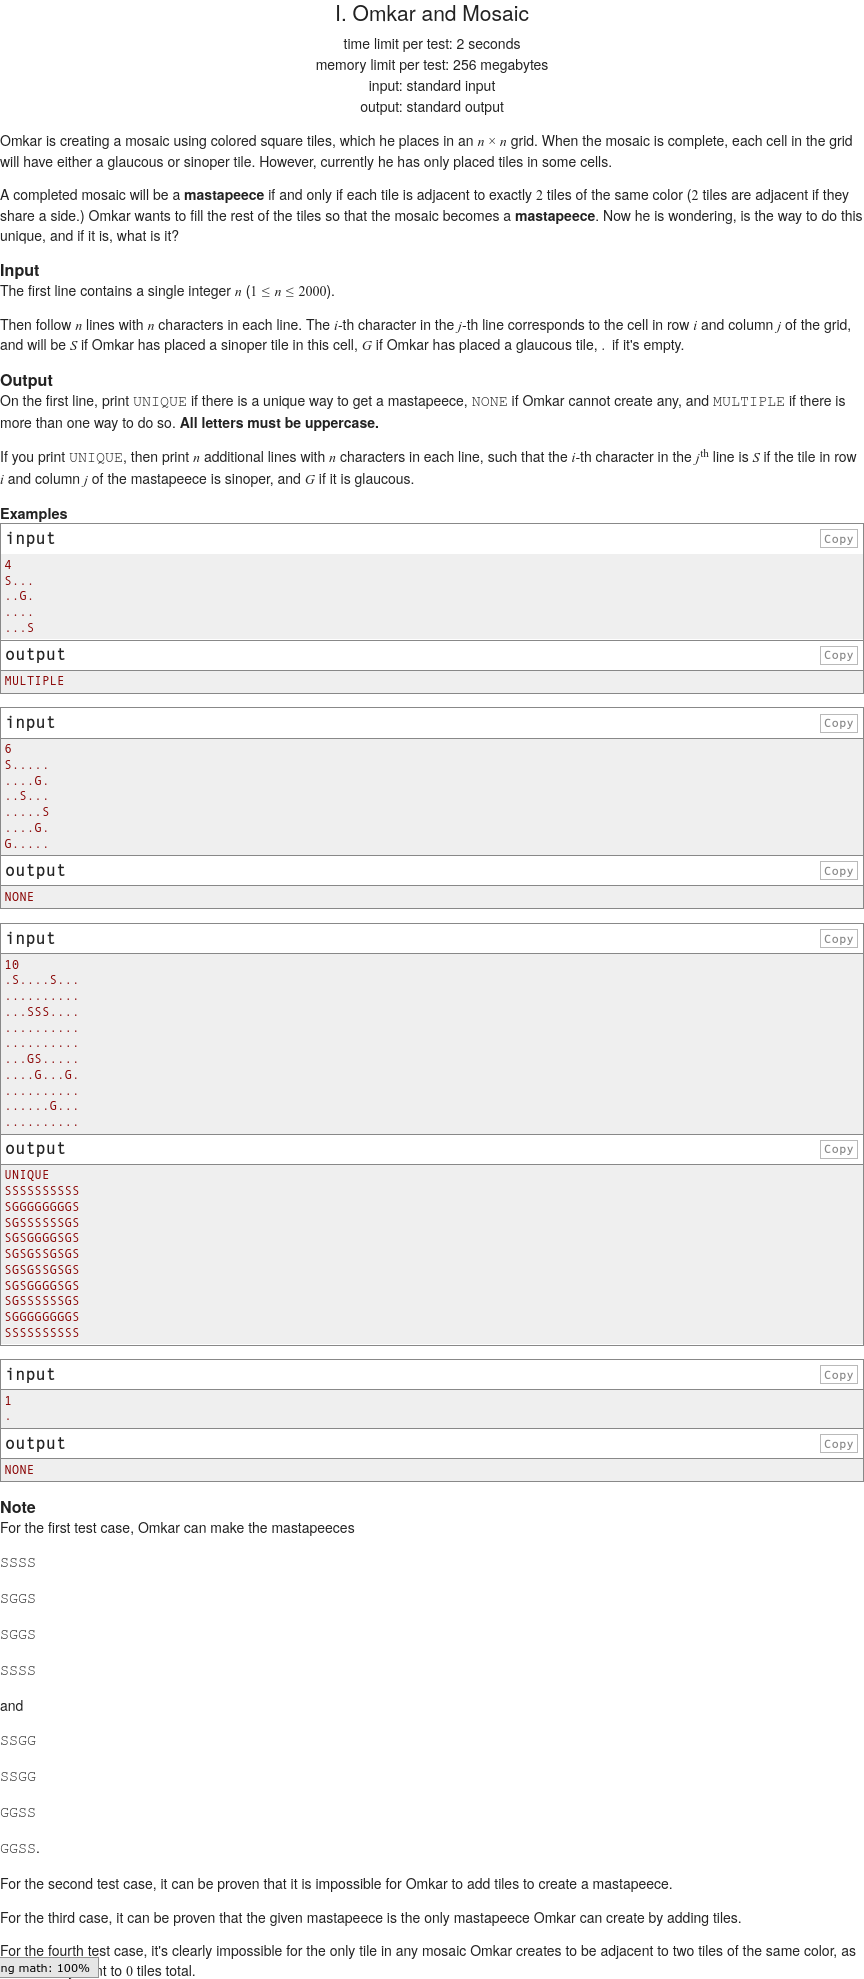 I. Omkar and Mosaic
time limit per test: 2 seconds
memory limit per test: 256 megabytes
input: standard input
output: standard output
Omkar is creating a mosaic using colored square tiles, which he places in an n × n grid. When the mosaic is complete, each cell in the grid
will have either a glaucous or sinoper tile. However, currently he has only placed tiles in some cells.
A completed mosaic will be a mastapeece if and only if each tile is adjacent to exactly 2 tiles of the same color (2 tiles are adjacent if they
share a side.) Omkar wants to fill the rest of the tiles so that the mosaic becomes a mastapeece. Now he is wondering, is the way to do this
unique, and if it is, what is it?
Input
The first line contains a single integer n (1 ≤ n ≤ 2000).
Then follow n lines with n characters in each line. The i-th character in the j-th line corresponds to the cell in row i and column j of the grid,
and will be S if Omkar has placed a sinoper tile in this cell, G if Omkar has placed a glaucous tile, . if it's empty.
Output
On the first line, print UNIQUE if there is a unique way to get a mastapeece, NONE if Omkar cannot create any, and MULTIPLE if there is
more than one way to do so. All letters must be uppercase.
If you print UNIQUE, then print n additional lines with n characters in each line, such that the i-th character in the jth line is S if the tile in row
i and column j of the mastapeece is sinoper, and G if it is glaucous.
Examples
input Copy
4
S...
..G.
....
...S
output Copy
MULTIPLE
input Copy
6
S.....
....G.
..S...
.....S
....G.
G.....
output Copy
NONE
input Copy
10
.S....S...
..........
...SSS....
..........
..........
...GS.....
....G...G.
..........
......G...
..........
output Copy
UNIQUE
SSSSSSSSSS
SGGGGGGGGS
SGSSSSSSGS
SGSGGGGSGS
SGSGSSGSGS
SGSGSSGSGS
SGSGGGGSGS
SGSSSSSSGS
SGGGGGGGGS
SSSSSSSSSS
input Copy
1
.
output Copy
NONE
Note
For the first test case, Omkar can make the mastapeeces
SSSS
SGGS
SGGS
SSSS
and
SSGG
SSGG
GGSS
GGSS.
For the second test case, it can be proven that it is impossible for Omkar to add tiles to create a mastapeece.
For the third case, it can be proven that the given mastapeece is the only mastapeece Omkar can create by adding tiles.
For the fourth test case, it's clearly impossible for the only tile in any mosaic Omkar creates to be adjacent to two tiles of the same color, as
ng math: 100% nt to 0 tiles total.